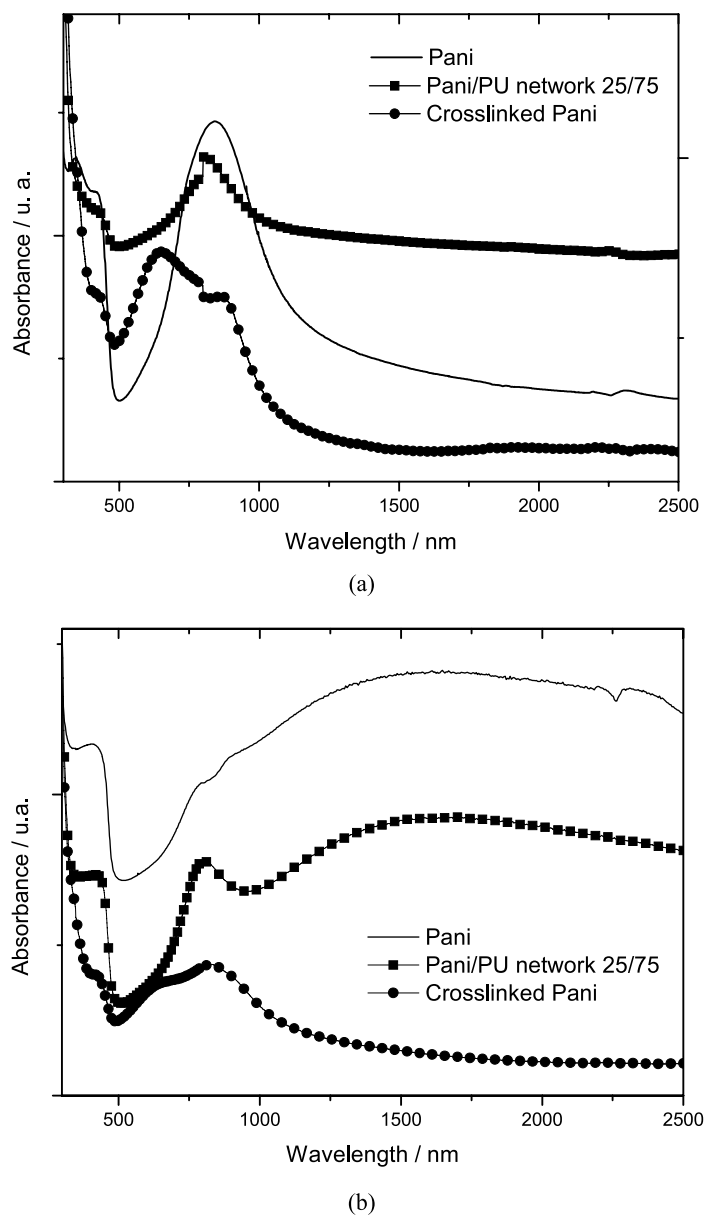 Pani
Pani/PU network 25/75
Crosslinked Pani
Absorbance / u. a.
500 1000 1500 2000 2500
Wavelength / nm
(a)
Pani
Pani/PU network 25/75
Crosslinked Pani
Absorbance / u.a.
500 1000 1500 2000 2500
Wavelength / nm
(b)